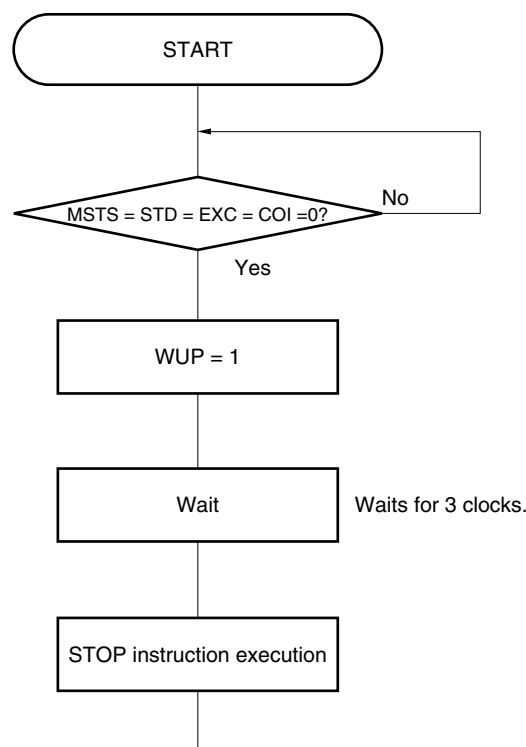 START
MSTS = STD = EXC = COI =0?
No
Yes
WUP = 1
Wait
Waits for 3 clocks.
STOP instruction execution